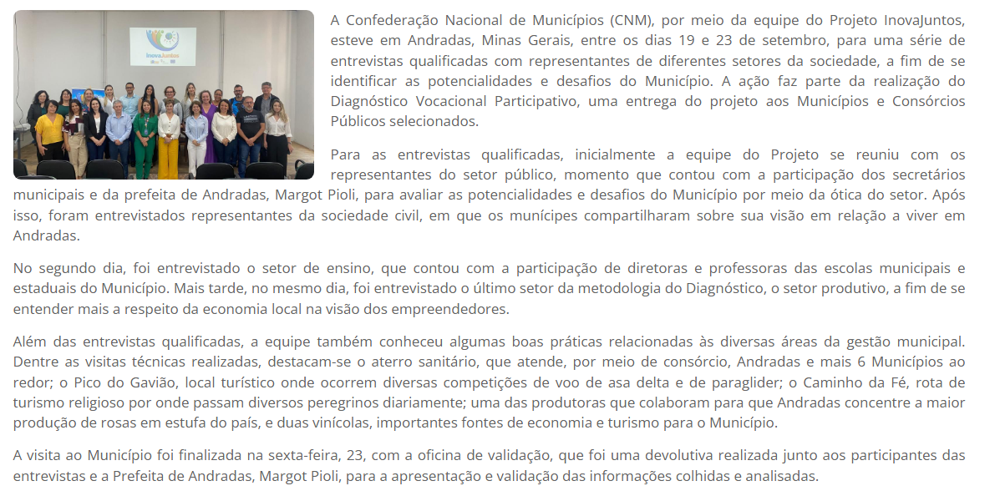 InovaJuntos
A Confederação Nacional de Municípios (CNM), por meio da equipe do Projeto InovaJuntos,
esteve em Andradas, Minas Gerais, entre os dias 19 e 23 de setembro, para uma série de
entrevistas qualificadas com representantes de diferentes setores da sociedade, a fim de se
identificar as potencialidades e desafios do Município. A ação faz parte da realização do
Diagnóstico Vocacional Participativo, uma entrega do projeto aos Municípios e Consórcios
Públicos selecionados.
Para as entrevistas qualificadas, inicialmente a equipe do Projeto se reuniu com os
representantes do setor público, momento que contou com a participação dos secretários
municipais e da prefeita de Andradas, Margot Pioli, para avaliar as potencialidades e desafios do Município por meio da ótica do setor. Após
isso, foram entrevistados representantes da sociedade civil, em que os munícipes compartilharam sobre sua visão em relação a viver em
Andradas.
No segundo dia, foi entrevistado o setor de ensino, que contou com a participação de diretoras e professoras das escolas municipais e
estaduais do Município. Mais tarde, no mesmo dia, foi entrevistado o último setor da metodologia do Diagnóstico, o setor produtivo, a fim de se
entender mais a respeito da economia local na visão dos empreendedores.
Além das entrevistas qualificadas, a equipe também conheceu algumas boas práticas relacionadas às diversas áreas da gestão municipal.
Dentre as visitas técnicas realizadas, destacam-se o aterro sanitário, que atende, por meio de consórcio, Andradas e mais 6 Municípios ao
redor; o Pico do Gavião, local turístico onde ocorrem diversas competições de voo de asa delta e de paraglider; o Caminho da Fé, rota de
turismo religioso por onde passam diversos peregrinos diariamente; uma das produtoras que colaboram para que Andradas concentre a maior
produção de rosas em estufa do país, e duas vinícolas, importantes fontes de economia e turismo para o Município.
A visita ao Município foi finalizada na sexta-feira, 23, com a oficina de validação, que foi uma devolutiva realizada junto aos participantes das
entrevistas e a Prefeita de Andradas, Margot Pioli, para a apresentação e validação das informações colhidas e analisadas.